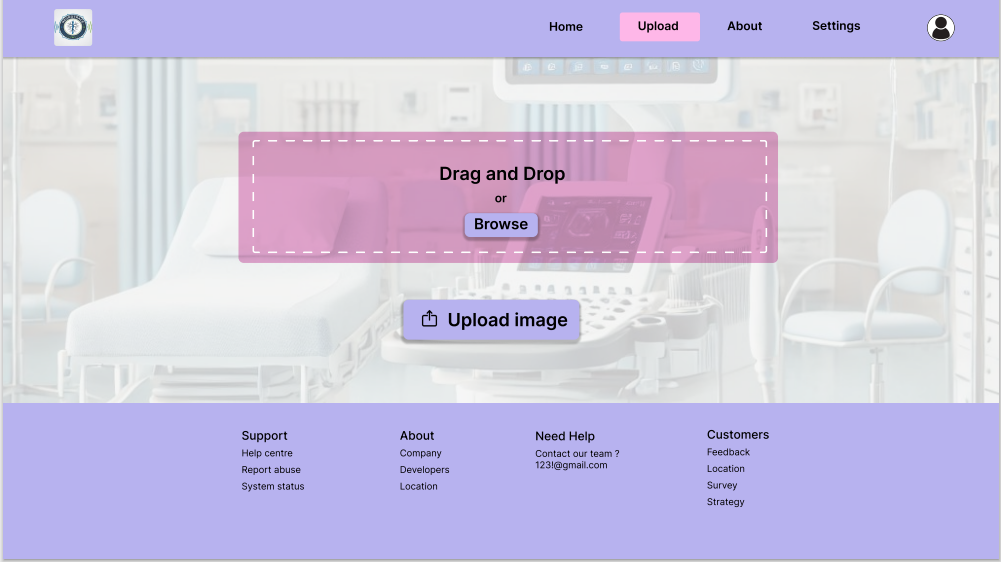 Home
Upload
About
Settings
Drag and Drop
or
Browse
Upload image
Support
Help centre
Report abuse
System status
About
Company
Developers
Location
Need Help
Contact our team ?
123!@gmail.com
Customers
Feedback
Location
Survey
Strategy